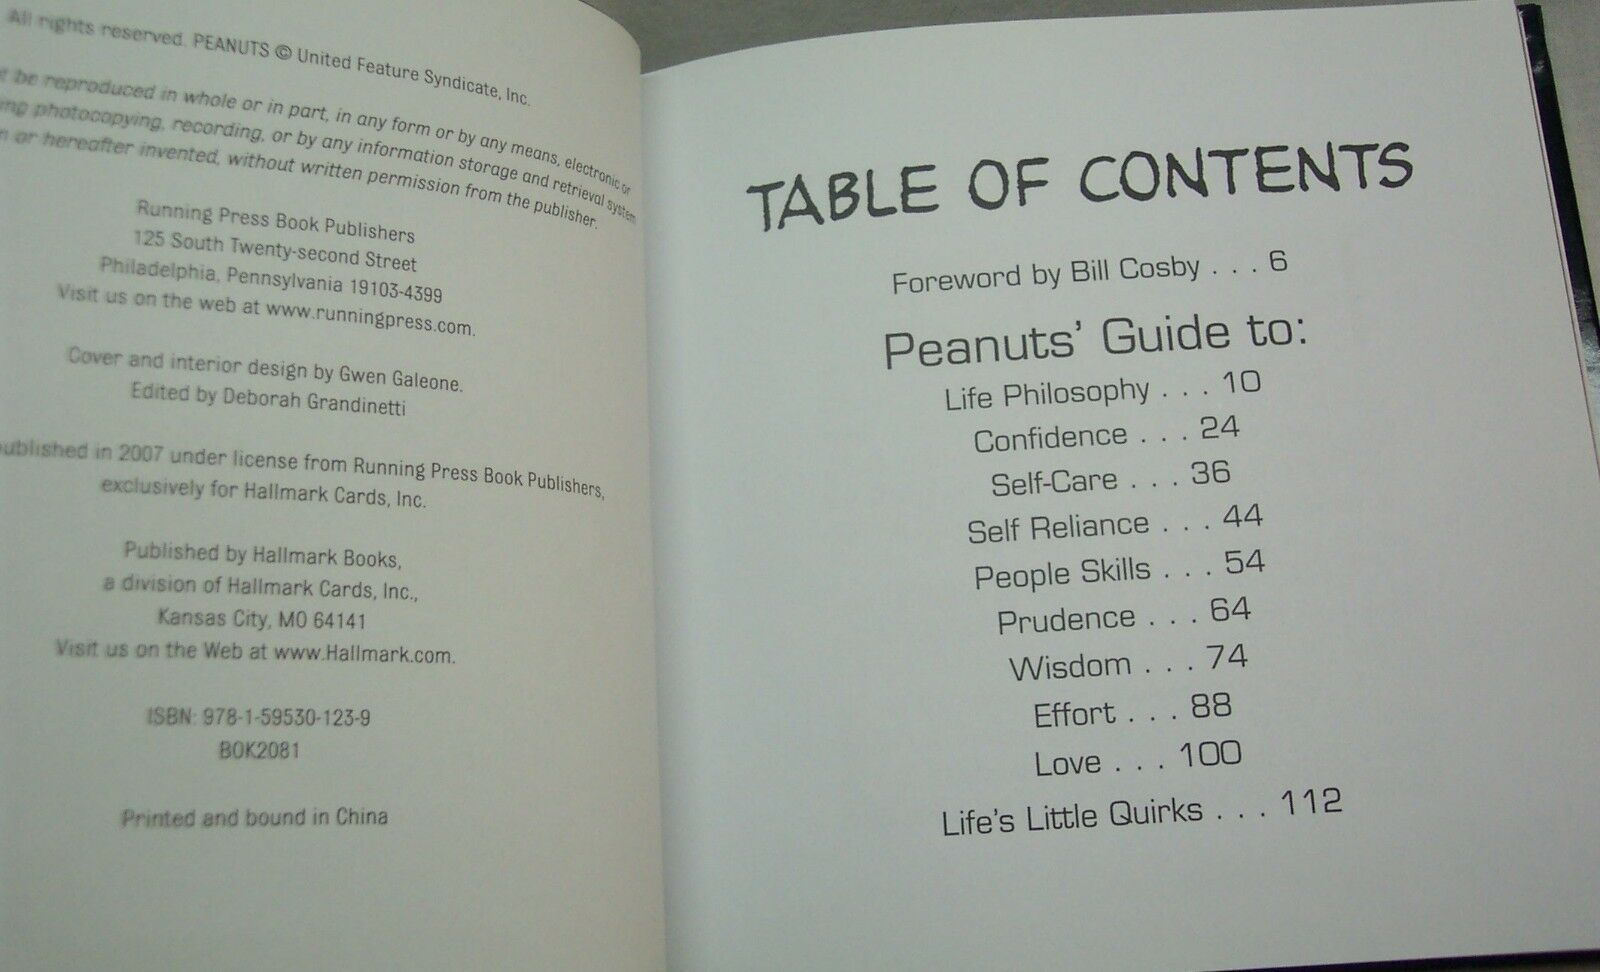 All rights reserved. PEANUTS © United Feature Syndicate, Inc.
be reproduced in whole or in part, in any form or by any means, electronic or
photocopying, recording, or by any information storage and retrieval system
or hereafter invented, without written permission from the publisher.
Running Press Book Publishers
125 South Twenty-second Street
Philadelphia, Pennsylvania 19103-4399
Visit us on the web at www.runningpress.com.
Cover and interior design by Gwen Galeone.
Edited by Deborah Grandinetti
published in 2007 under license from Running Press Book Publishers,
exclusively for Hallmark Cards, Inc.
Published by Hallmark Books,
a division of Hallmark Cards, Inc.,
Kansas City, MO 64141
Visit us on the Web at www.Hallmark.com.
ISBN: 978-1-59530-123-9
BOK2081
Printed and bound in China
TABLE OF CONTENTS
Foreword by Bill Cosby . . . 6
Peanuts' Guide to:
Life Philosophy . . . 10
Confidence . . . 24
Self-Care . . . 36
Self Reliance . . . 44
People Skills . . . 54
Prudence . . . 64
Wisdom . . . 74
Effort . . . 88
Love . . . 100
Life's Little Quirks . . . 112